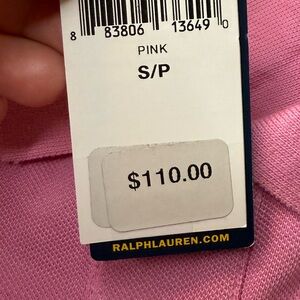 8 83806 13649 0
PINK
S/P
$110.00
RALPHLAUREN.COM